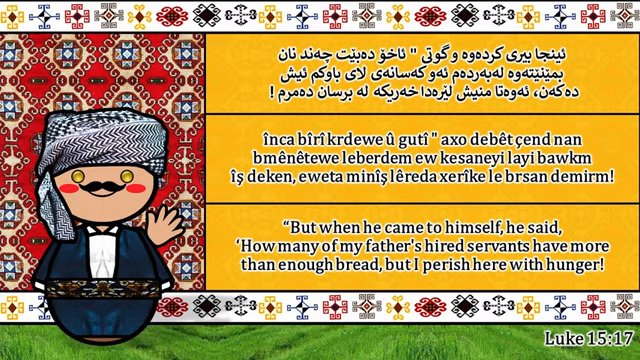 ئینجا بیری کردەوە و گوتی " ئاخۆ دەبێت چەند نان
بمێنێتەوە لەبەردەم ئەو کەسانەی لای باوکم ئیش
دەکەن، ئەوەتا منیش لێرەدا خەریکە لە برسان دەمرم !
înca bîrî krdewe û gutî " axo debêt çend nan
bmênêtewe leberdem ew kesaneyi layi bawkm
îş deken, eweta minîş lêreda xerîke le brsan demirm!
“But when he came to himself, he said,
‘How many of my father's hired servants have more
than enough bread, but I perish here with hunger!
Luke 15:17